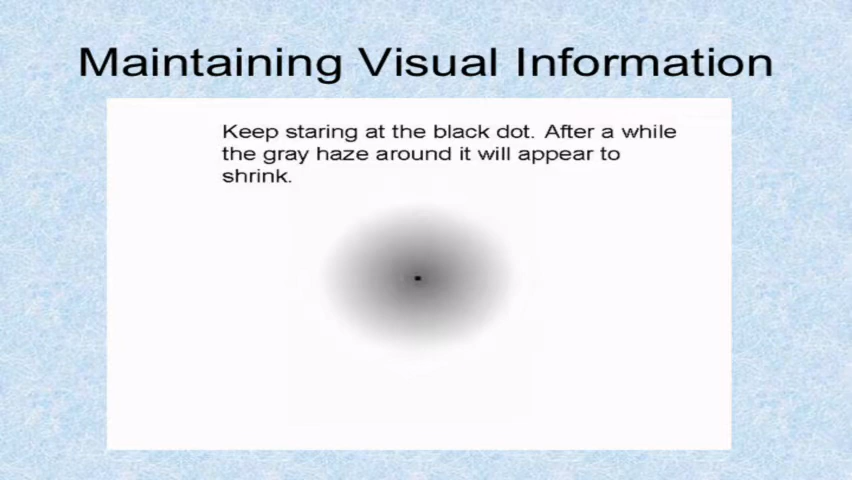 Maintaining Visual Information
Keep staring at the black dot. After a while
the gray haze around it will appear to
shrink.